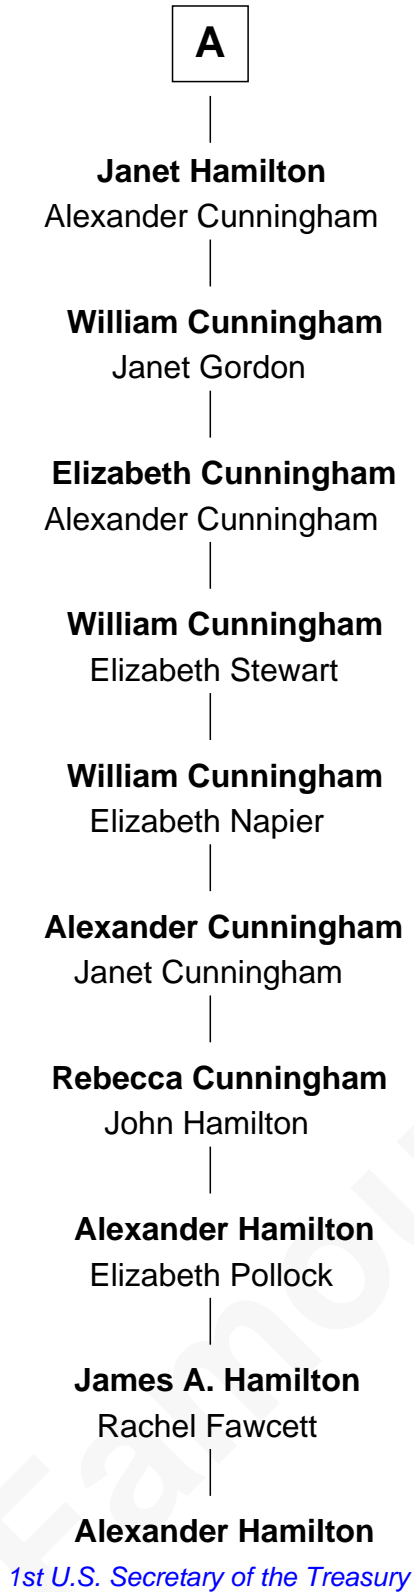 A
Janet Hamilton
Alexander Cunningham
William Cunningham
Janet Gordon
Elizabeth Cunningham
Alexander Cunningham
William Cunningham
Elizabeth Stewart
William Cunningham
Elizabeth Napier
Alexander Cunningham
Janet Cunningham
Rebecca Cunningham
John Hamilton
Alexander Hamilton
Elizabeth Pollock
James A. Hamilton
Rachel Fawcett
Alexander Hamilton
1st U.S. Secretary of the Treasury